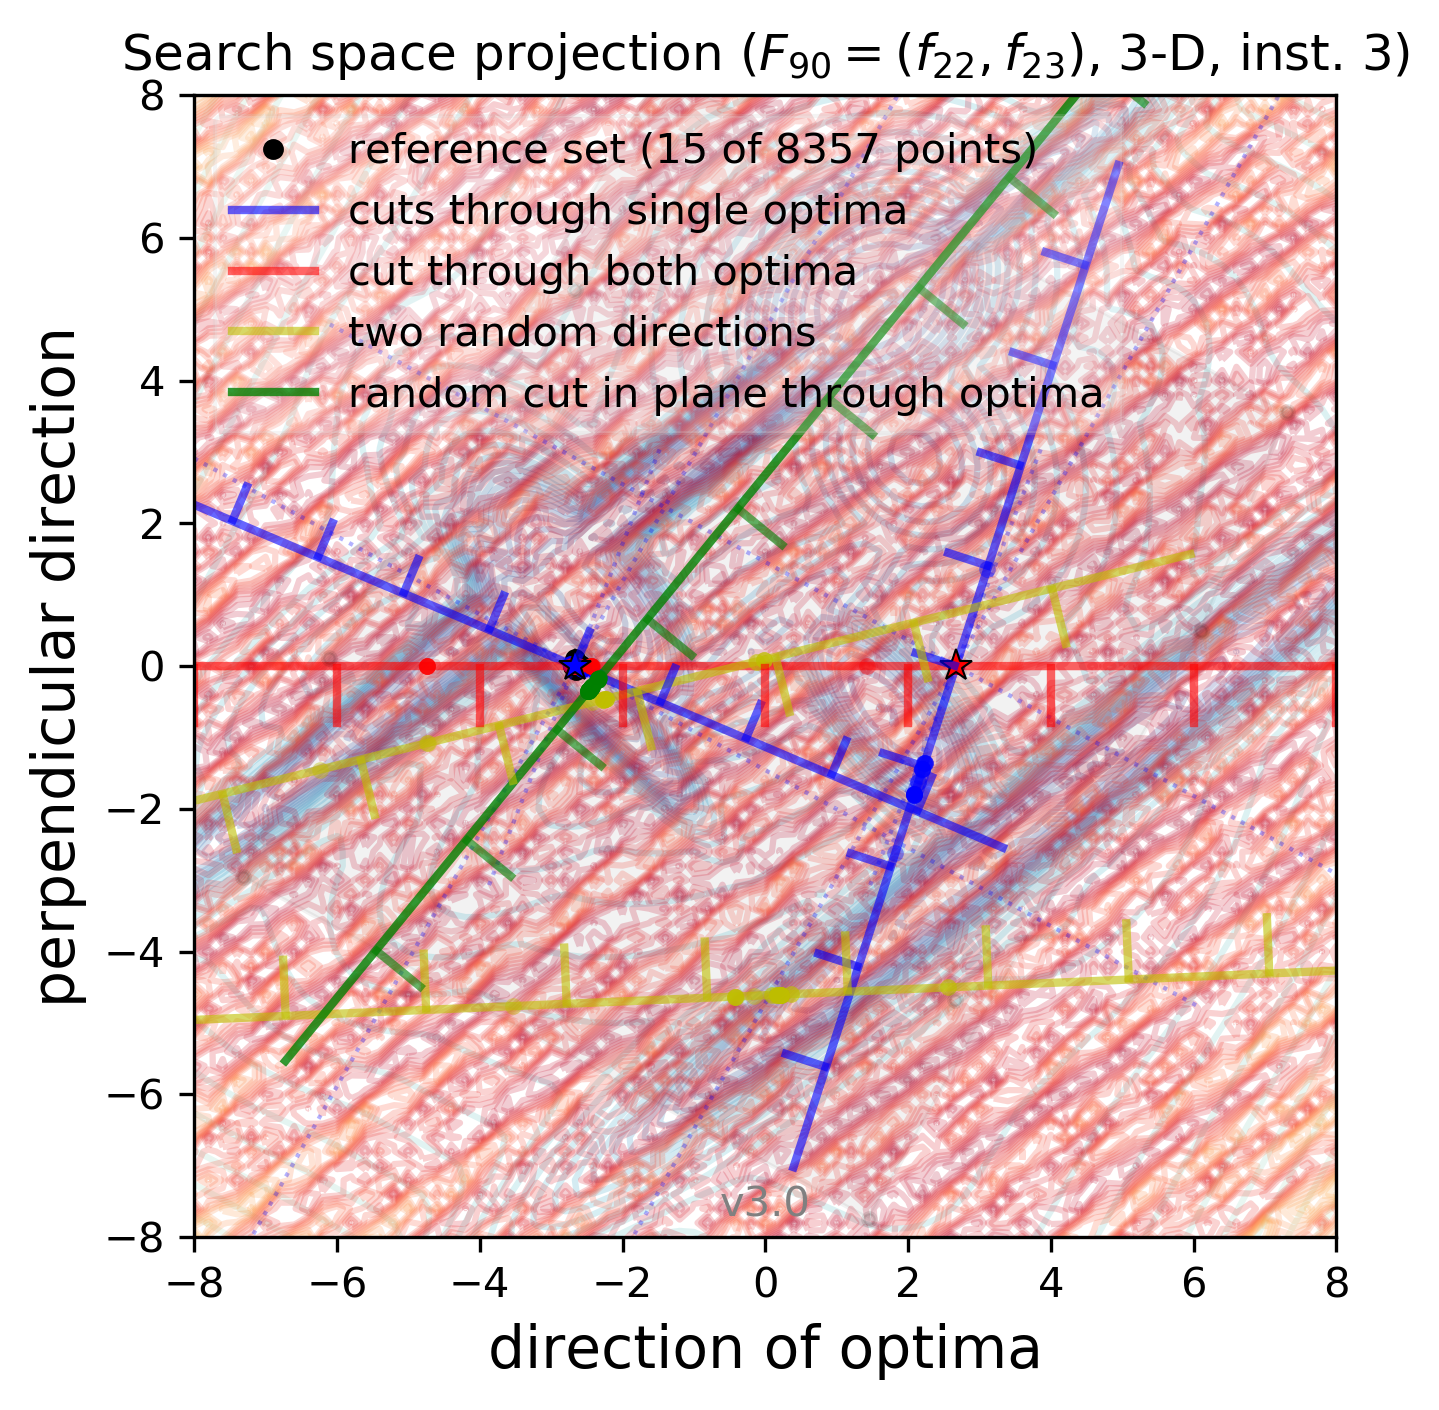 Search space projection (F90 = (f22, f23), 3-D, inst. 3)
8
6
4
2
0
−2
−4
−6
−8
perpendicular direction
reference set (15 of 8357 points)
cuts through single optima
cut through both optima
two random directions
random cut in plane through optima
v3.0
−8 −6 −4 −2 0 2 4 6 8
direction of optima